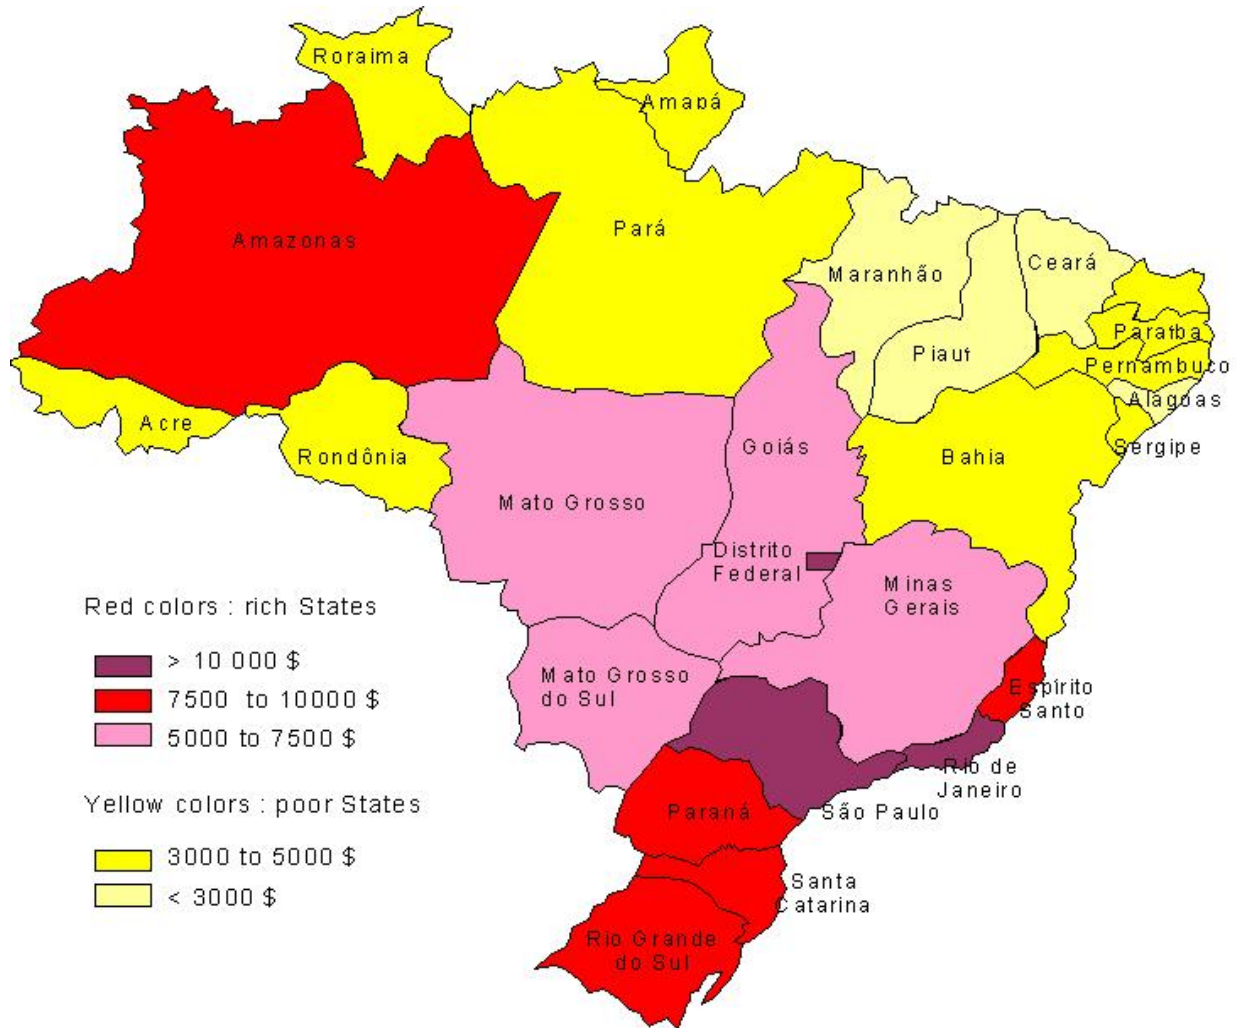 Roraima
Amapá
Amazonas
Pará
Maranhão
Ceará
Paraíba
Piauí
Pernambuco
Alagoas
Acre
Rondônia
Goiás
Bahia
Sergipe
Mato Grosso
Distrito
Federal
Minas
Gerais
Red colors : rich States
> 10 000 $
7500 to 10000 $
5000 to 7500 $
Mato Grosso
do Sul
Espírito
Santo
Rio de
Janeiro
Yellow colors : poor States
3000 to 5000 $
< 3000 $
Paraná
São Paulo
Santa
Catarina
Rio Grande
do Sul